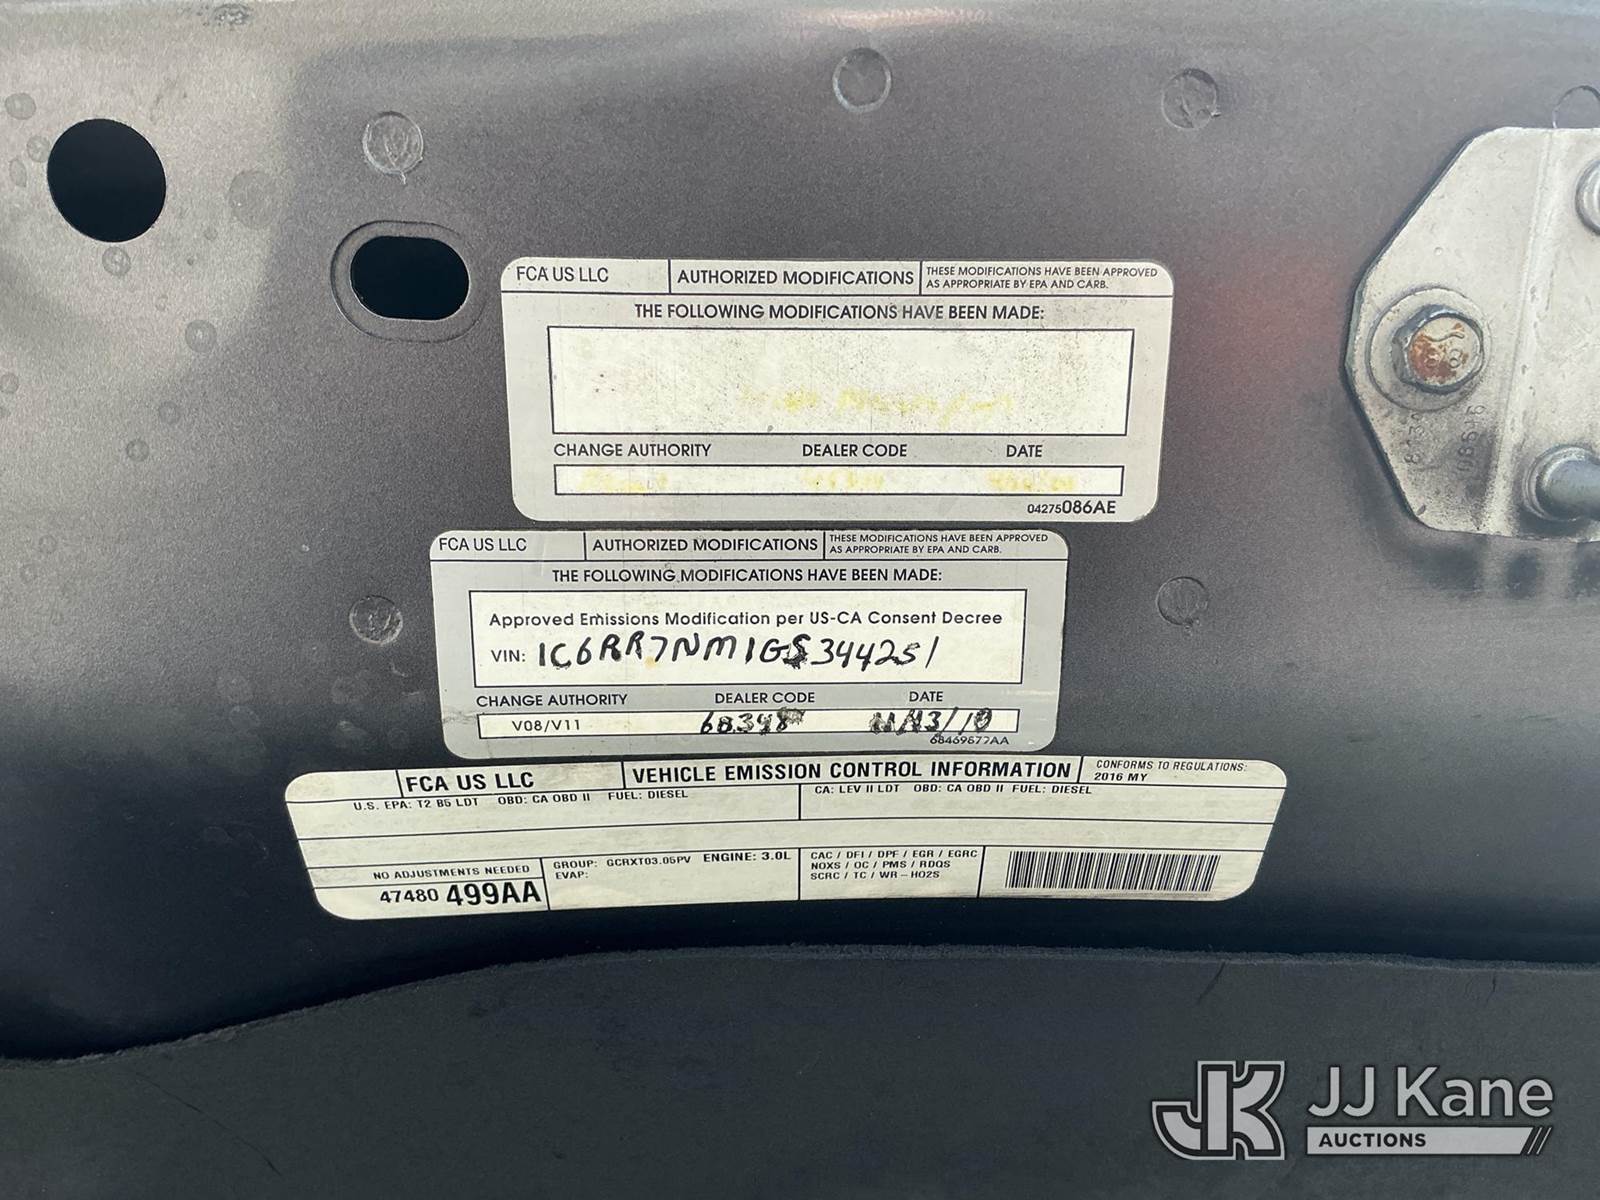 FCA US LLC AUTHORIZED MODIFICATIONS THESE MODIFICATIONS HAVE BEEN APPROVED
AS APPROPRIATE BY EPA AND CARB.
THE FOLLOWING MODIFICATIONS HAVE BEEN MADE:
CHANGE AUTHORITY DEALER CODE DATE
04275086AE
FCA US LLC AUTHORIZED MODIFICATIONS THESE MODIFICATIONS HAVE BEEN APPROVED
AS APPROPRIATE BY EPA AND CARB.
THE FOLLOWING MODIFICATIONS HAVE BEEN MADE:
Approved Emissions Modification per US-CA Consent Decree
VIN: 1C6RR7NM1GS344251
CHANGE AUTHORITY DEALER CODE DATE
V08/V11 68348
FCA US LLC VEHICLE EMISSION CONTROL INFORMATION CONFORMS TO REGULATIONS:
2016 MY
U.S. EPA: T2 B5 LDT OBD: CA OBD II FUEL: DIESEL CA: LEV II LDT OBD: CA OBD II FUEL: DIESEL
NO ADJUSTMENTS NEEDED
47480 499AA
GROUP: GCRXT03.05PV ENGINE: 3.0L
EVAP:
CAC / DFI / DPF / EGR / EGRC
NOXS / OC / PMS / RDQS
SCRC / TC / WR - HO2S
JK JJ Kane
AUCTIONS